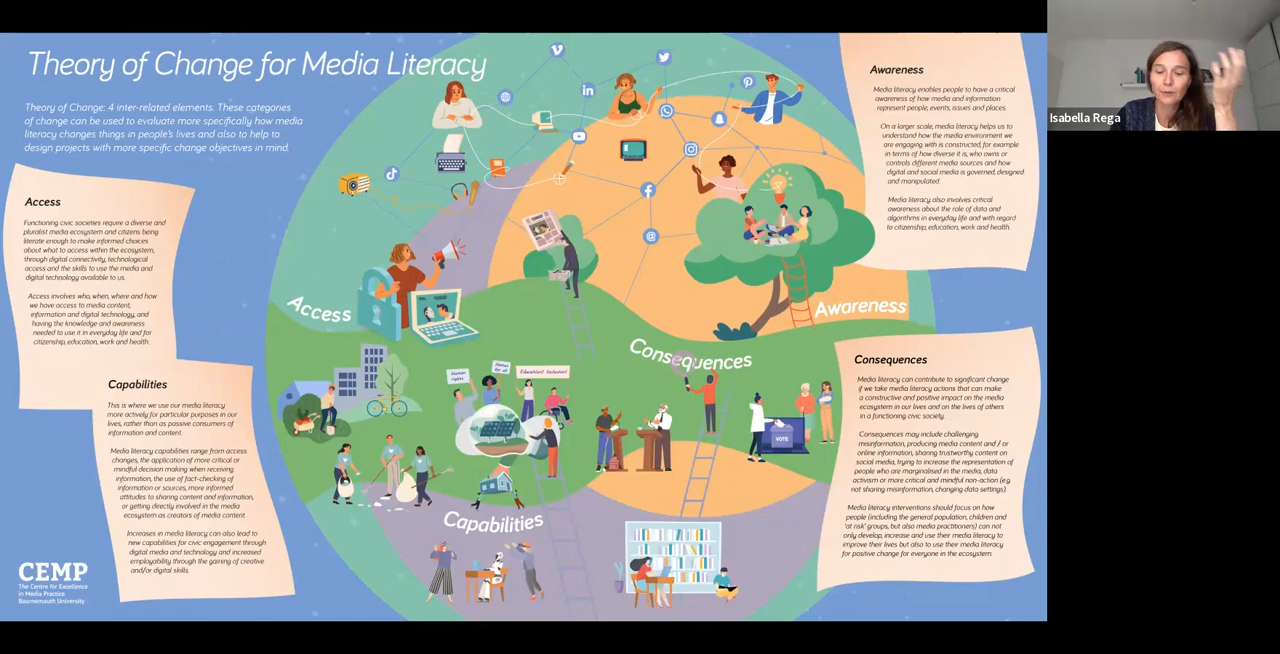 Theory of Change for Media Literacy
Theory of Change: 4 inter-related elements. These categories
of change can be used to evaluate more specifically how media
literacy changes things in people's lives and also to help to
design projects with more specific change objectives in mind.
Access
Functioning civic societies require a diverse and
pluralist media ecosystem and citizens being
literate enough to make informed choices
about what to access within the ecosystem,
through digital connectivity, technological
access and the skills to use the media and
digital technology available to us.
Access involves who, when, where and how
we have access to media content,
information and digital technology, and
having the knowledge and awareness
needed to use it in everyday life and for
citizenship, education, work and health.
Capabilities
This is where we use our media literacy
more actively for particular purposes in our
lives, rather than as passive consumers of
information and content.
Media literacy capabilities range from access
changes, the application of more critical or
mindful decision making when receiving
information, the use of fact-checking of
information or sources, more informed
attitudes to sharing content and information,
or getting directly involved in the media
ecosystem as creators of media content.
Increases in media literacy can also lead to
new capabilities for civic engagement through
digital media and technology and increased
employability through the gaining of creative
and/or digital skills.
CEMP
The Centre for Excellence
in Media Practice
Bournemouth University
Access
Awareness
Consequences
Capabilities
Human
rights
Human
for all
Education! Inclusion!
VOTE
Awareness
Media literacy enables people to have a critical
awareness of how media and information
represent people, events, issues and places.
On a larger scale, media literacy helps us to
understand how the media environment we
are engaging with is constructed, for example
in terms of how diverse it is, who owns or
controls different media sources and how
digital and social media is governed, designed
and manipulated.
Media literacy also involves critical
awareness about the role of data and
algorithms in everyday life and with regard
to citizenship, education, work and health.
Consequences
Media literacy can contribute to significant change
if we take media literacy actions that can make
a constructive and positive impact on the media
ecosystem in our lives and on the lives of others
in a functioning civic society.
Consequences may include challenging
misinformation, producing media content and / or
online information, sharing trustworthy content on
social media, trying to increase the representation of
people who are marginalised in the media, data
activism or more critical and mindful non-action (e.g
not sharing misinformation, changing data settings).
Media literacy interventions should focus on how
people (including the general population, children and
'at risk' groups, but also media practitioners) can not
only develop, increase and use their media literacy to
improve their lives but also to use their media literacy
for positive change for everyone in the ecosystem.
Isabella Rega